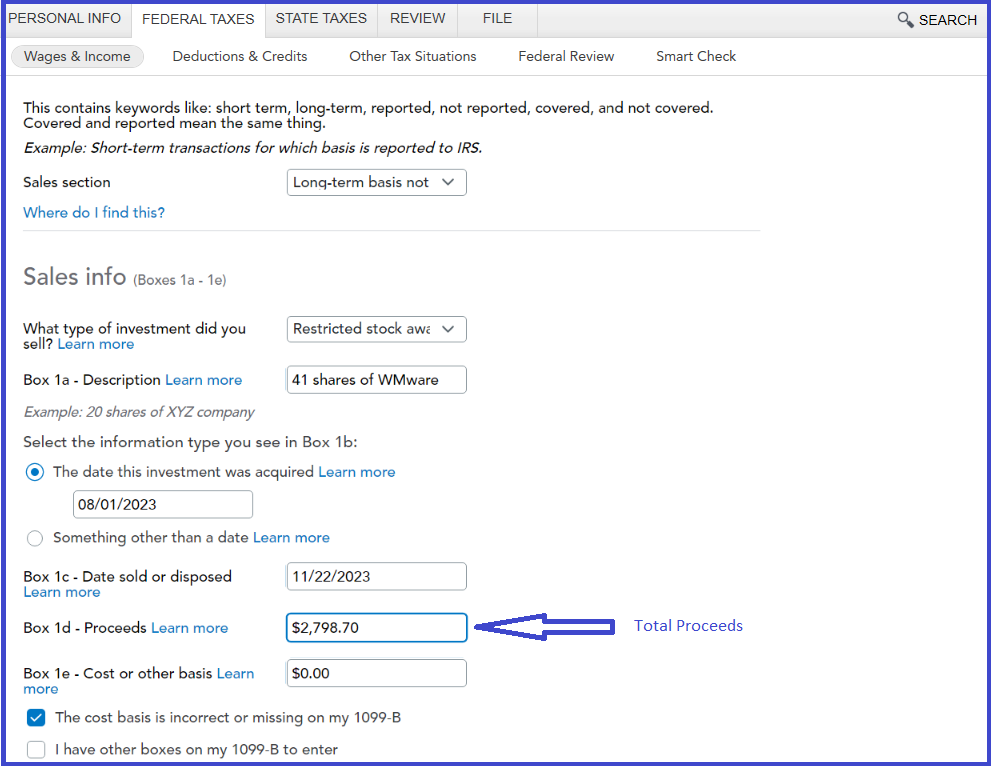 PERSONAL INFO FEDERAL TAXES STATE TAXES REVIEW FILE SEARCH
Wages & Income Deductions & Credits Other Tax Situations Federal Review Smart Check
This contains keywords like: short term, long-term, reported, not reported, covered, and not covered.
Covered and reported mean the same thing.
Example: Short-term transactions for which basis is reported to IRS.
Sales section Long-term basis not
Where do I find this?
Sales info (Boxes 1a - 1e)
What type of investment did you Restricted stock awa
sell? Learn more
Box 1a - Description Learn more 41 shares of WMware
Example: 20 shares of XYZ company
Select the information type you see in Box 1b:
The date this investment was acquired Learn more
08/01/2023
Something other than a date Learn more
Box 1c - Date sold or disposed 11/22/2023
Learn more
Box 1d - Proceeds Learn more $2,798.70 Total Proceeds
Box 1e - Cost or other basis Learn $0.00
more
The cost basis is incorrect or missing on my 1099-B
I have other boxes on my 1099-B to enter